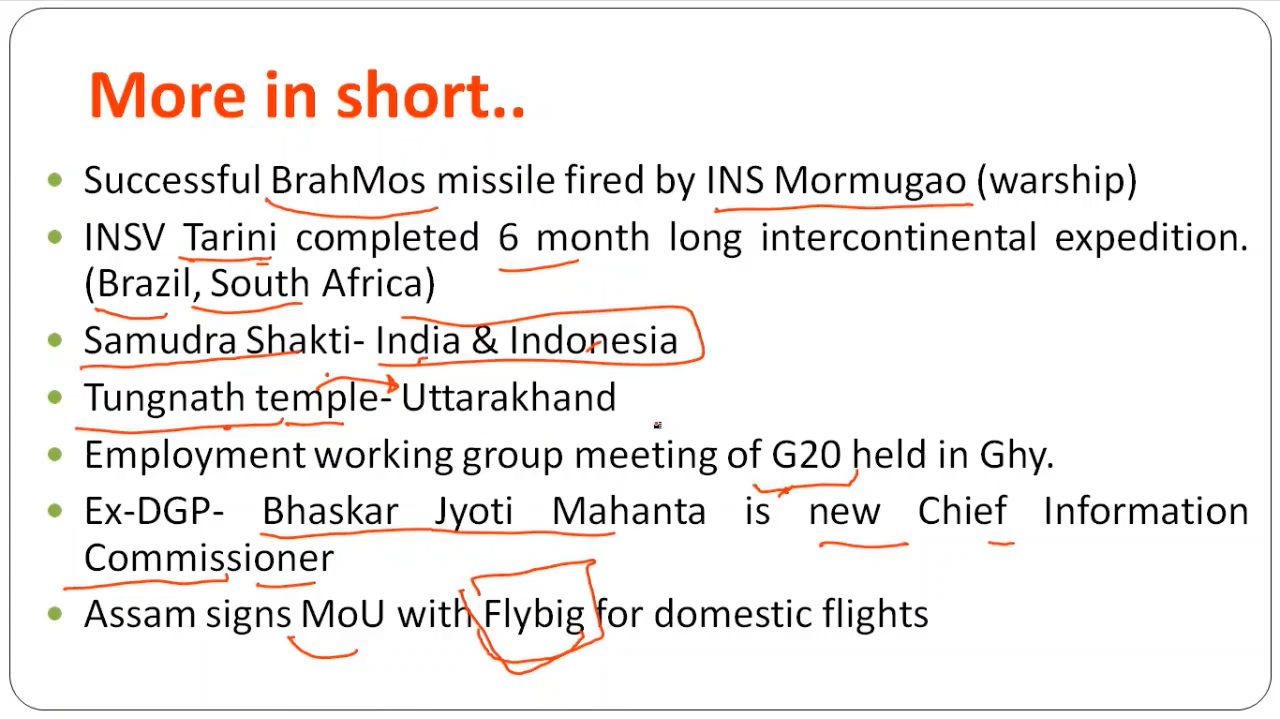 More in short..
Successful BrahMos missile fired by INS Mormugao (warship)
INSV Tarini completed 6 month long intercontinental expedition.
(Brazil, South Africa)
Samudra Shakti- India & Indonesia
Tungnath temple- Uttarakhand
Employment working group meeting of G20 held in Ghy.
Ex-DGP- Bhaskar Jyoti Mahanta is new Chief Information
Commissioner
Assam signs MoU with Flybig for domestic flights